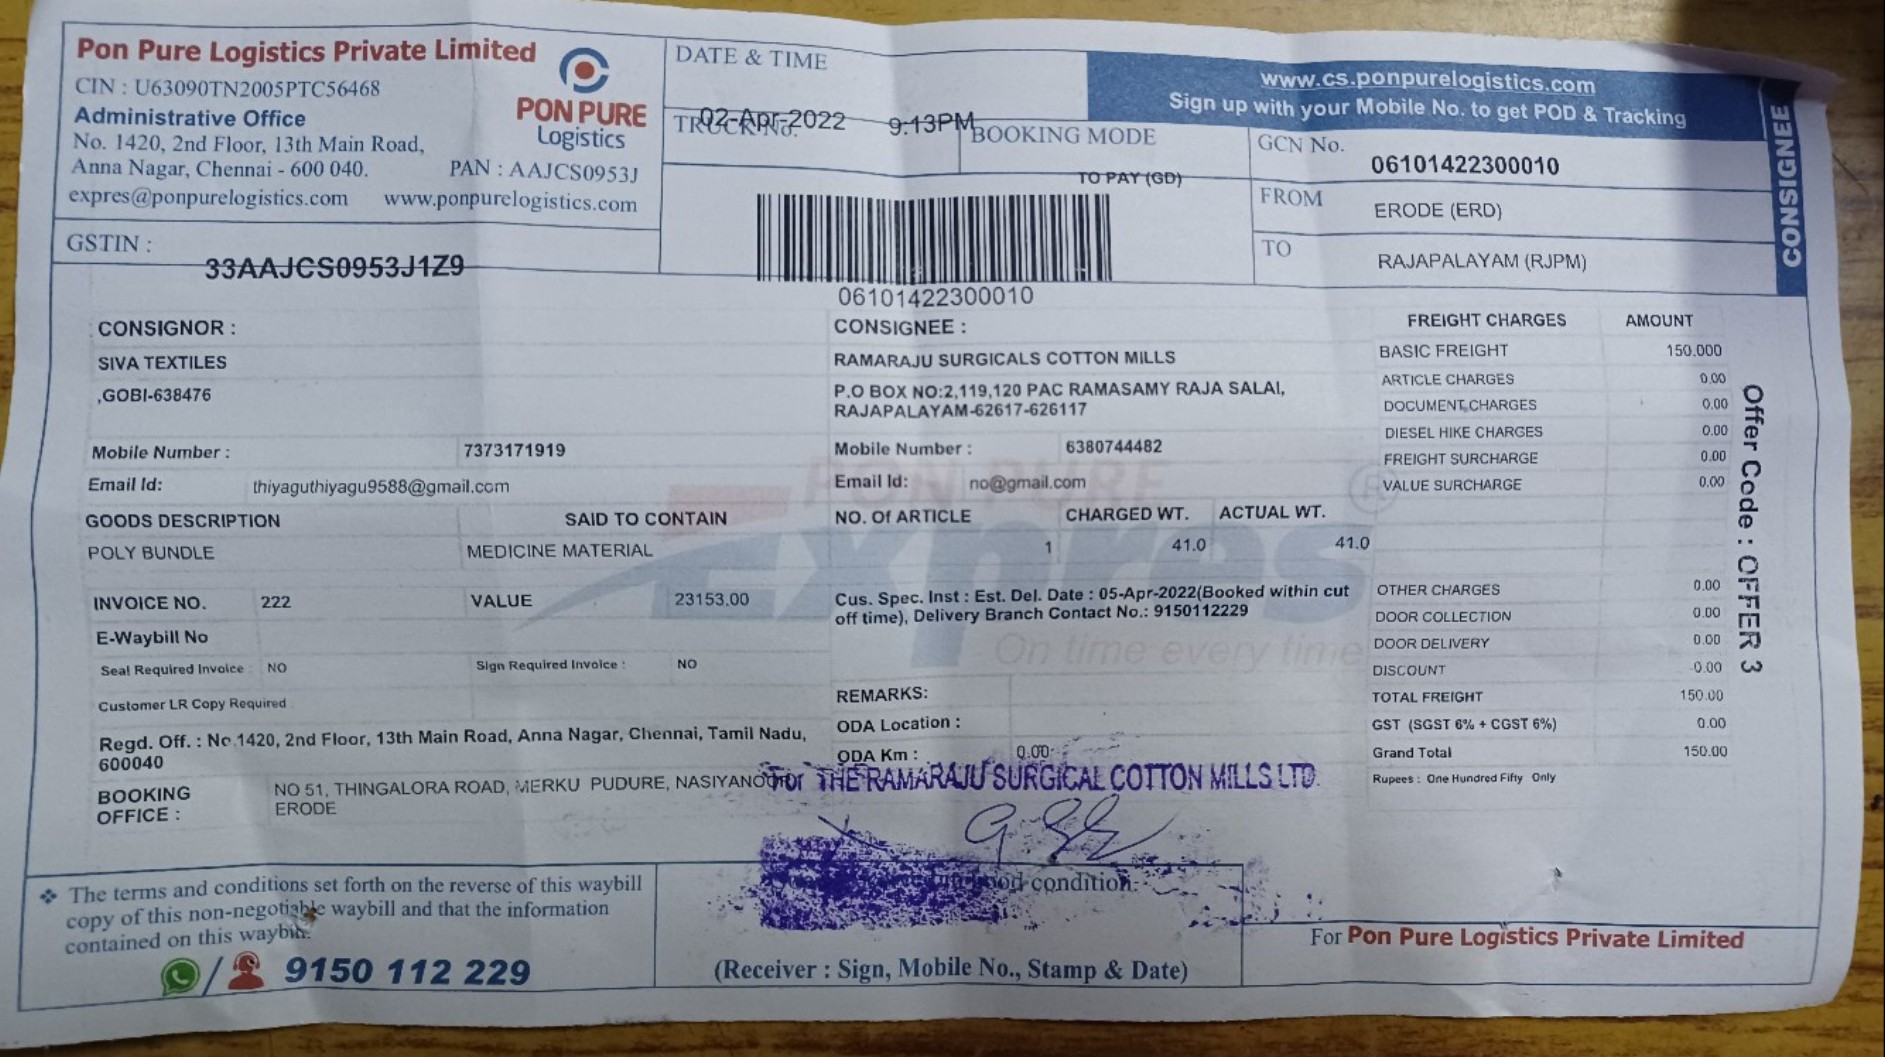 Pon Pure Logistics Private Limited
CIN : U63090TN2005PTC56468
Administrative Office
No. 1420, 2nd Floor, 13th Main Road,
Anna Nagar, Chennai - 600 040. PAN : AAJCS0953J
expres@ponpurelogistics.com www.ponpurelogistics.com
PON PURE
Logistics
GSTIN :
33AAJCS0953J1Z9
DATE & TIME
02-Apr-2022 9:13PM
TRUCK No.
BOOKING MODE
TO PAY (GD)
06101422300010
www.cs.ponpurelogistics.com
Sign up with your Mobile No. to get POD & Tracking
GCN No. 06101422300010
FROM ERODE (ERD)
TO RAJAPALAYAM (RJPM)
CONSIGNEE
CONSIGNOR :
SIVA TEXTILES
,GOBI-638476
Mobile Number : 7373171919
Email Id: thiyaguthiyagu9588@gmail.com
CONSIGNEE :
RAMARAJU SURGICALS COTTON MILLS
P.O BOX NO:2,119,120 PAC RAMASAMY RAJA SALAI,
RAJAPALAYAM-62617-626117
Mobile Number : 6380744482
Email Id: no@gmail.com
GOODS DESCRIPTION SAID TO CONTAIN NO. Of ARTICLE CHARGED WT. ACTUAL WT.
POLY BUNDLE MEDICINE MATERIAL 1 41.0 41.0
INVOICE NO. 222 VALUE 23153.00
E-Waybill No
Seal Required Invoice : NO Sign Required Invoice : NO
Customer LR Copy Required
Regd. Off. : No.1420, 2nd Floor, 13th Main Road, Anna Nagar, Chennai, Tamil Nadu,
600040
BOOKING
OFFICE :
NO 51, THINGALORA ROAD, MERKU PUDURE,
ERODE
Cus. Spec. Inst : Est. Del. Date : 05-Apr-2022(Booked within cut
off time), Delivery Branch Contact No.: 9150112229
REMARKS:
ODA Location :
ODA Km : 0.00
PON PURE
Expres
®
On time every time
For THE RAMARAJU SURGICAL COTTON MILLS LTD.
FREIGHT CHARGES AMOUNT
BASIC FREIGHT 150.000
ARTICLE CHARGES 0.00
DOCUMENT CHARGES 0.00
DIESEL HIKE CHARGES 0.00
FREIGHT SURCHARGE 0.00
VALUE SURCHARGE 0.00
OTHER CHARGES 0.00
DOOR COLLECTION 0.00
DOOR DELIVERY 0.00
DISCOUNT -0.00
TOTAL FREIGHT 150.00
GST (SGST 6% + CGST 6%) 0.00
Grand Total 150.00
Rupees : One Hundred Fifty Only
Offer Code : OFFER 3
❖ The terms and conditions set forth on the reverse of this waybill
copy of this non-negotiable waybill and that the information
contained on this waybill.
/ 9150 112 229
good condition.
(Receiver : Sign, Mobile No., Stamp & Date)
For Pon Pure Logistics Private Limited